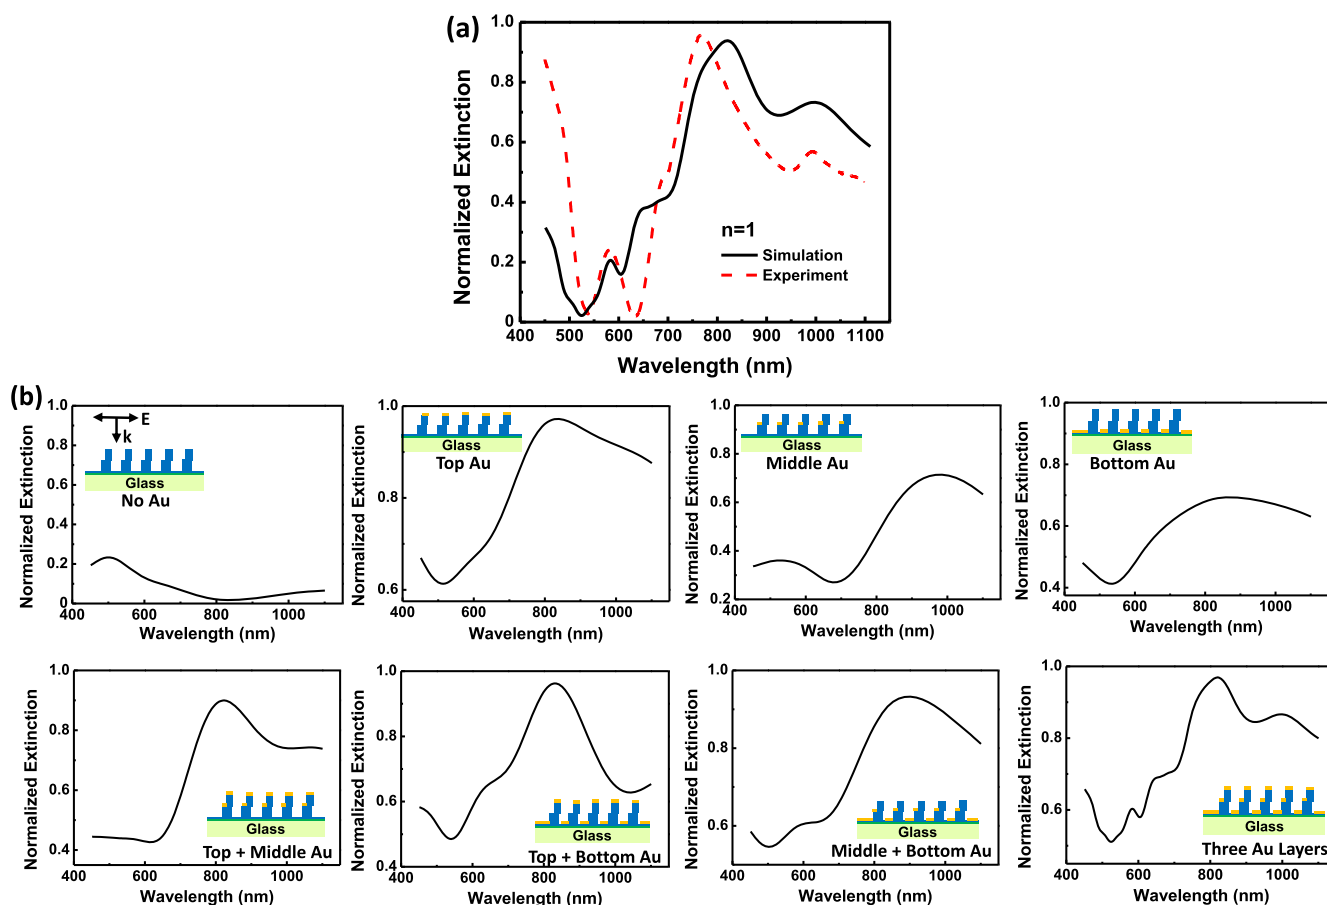 (a)
1.0
0.8
0.6
0.4
0.2
0
Normalized Extinction
n=1
Simulation
Experiment
400 500 600 700 800 900 1000 1100
Wavelength (nm)
(b)
1.0
0.8
0.6
0.4
0.2
0
Normalized Extinction
E
k
Glass
No Au
400 600 800 1000
Wavelength (nm)
1.0
0.8
0.6
Normalized Extinction
Glass
Top Au
400 600 800 1000
Wavelength (nm)
1.0
0.8
0.6
0.4
0.2
Normalized Extinction
Glass
Middle Au
400 600 800 1000
Wavelength (nm)
1.0
0.8
0.6
0.4
Normalized Extinction
Glass
Bottom Au
400 600 800 1000
Wavelength (nm)
1.0
0.8
0.6
0.4
Normalized Extinction
Glass
Top + Middle Au
400 600 800 1000
Wavelength (nm)
1.0
0.8
0.6
0.4
Normalized Extinction
Glass
Top + Bottom Au
400 600 800 1000
Wavelength (nm)
1.0
0.8
0.6
Normalized Extinction
Glass
Middle + Bottom Au
400 600 800 1000
Wavelength (nm)
1.0
0.8
0.6
Normalized Extinction
Glass
Three Au Layers
400 600 800 1000
Wavelength (nm)